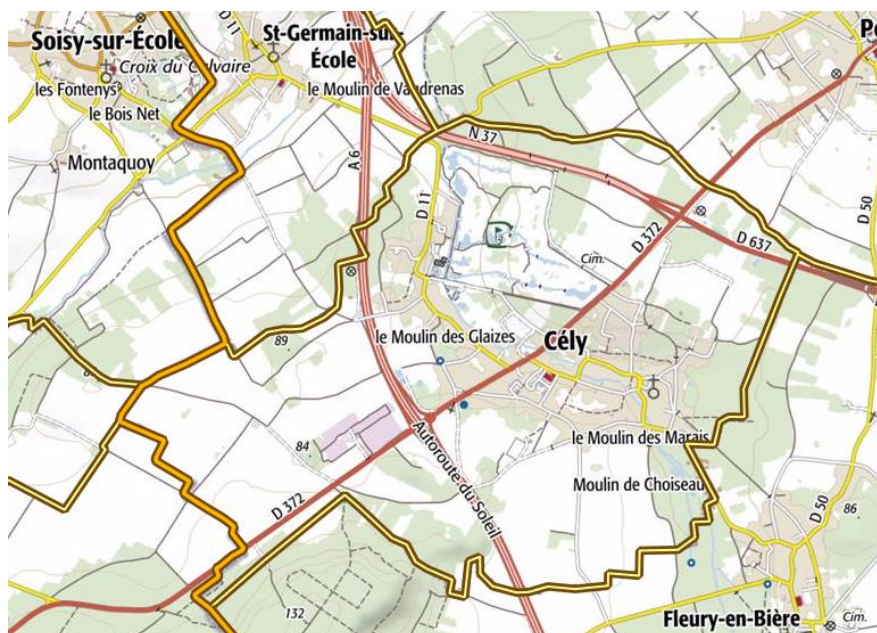 Soisy-sur-École
D 11
St-Germain-sur-
École
Croix du Calvaire
les Fontenys
le Moulin de Vaudrenas
le Bois Net
Montaquoy
A 6
N 37
D 11
D 372
D 637
D 50
Cim.
89
le Moulin des Glaizes
Cély
84
Autoroute du Soleil
le Moulin des Marais
Moulin de Choiseau
D 372
D 50
86
132
Fleury-en-Bière
Cim.